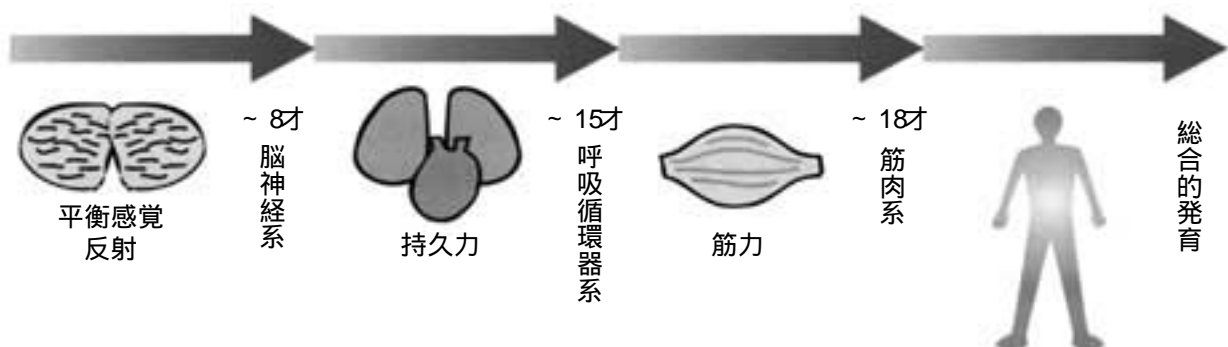 平衡感覚
反射
~ 8才
脳神経系
持久力
~ 15才
呼吸循環器系
筋力
~ 18才
筋肉系
総合的発育